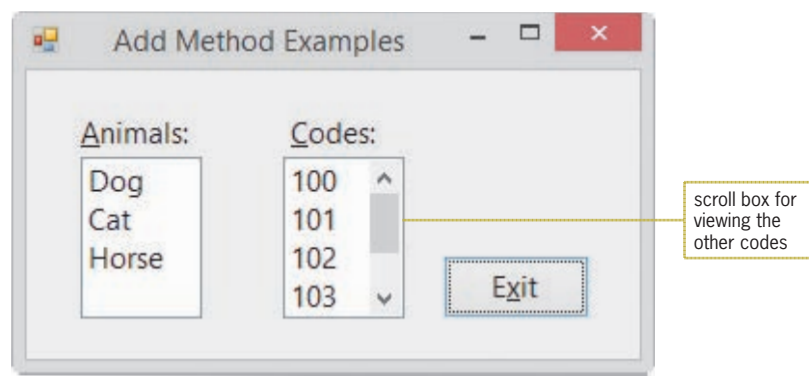 Add Method Examples
Animals:
Dog
Cat
Horse
Codes:
100
101
102
103
Exit
scroll box for
viewing the
other codes